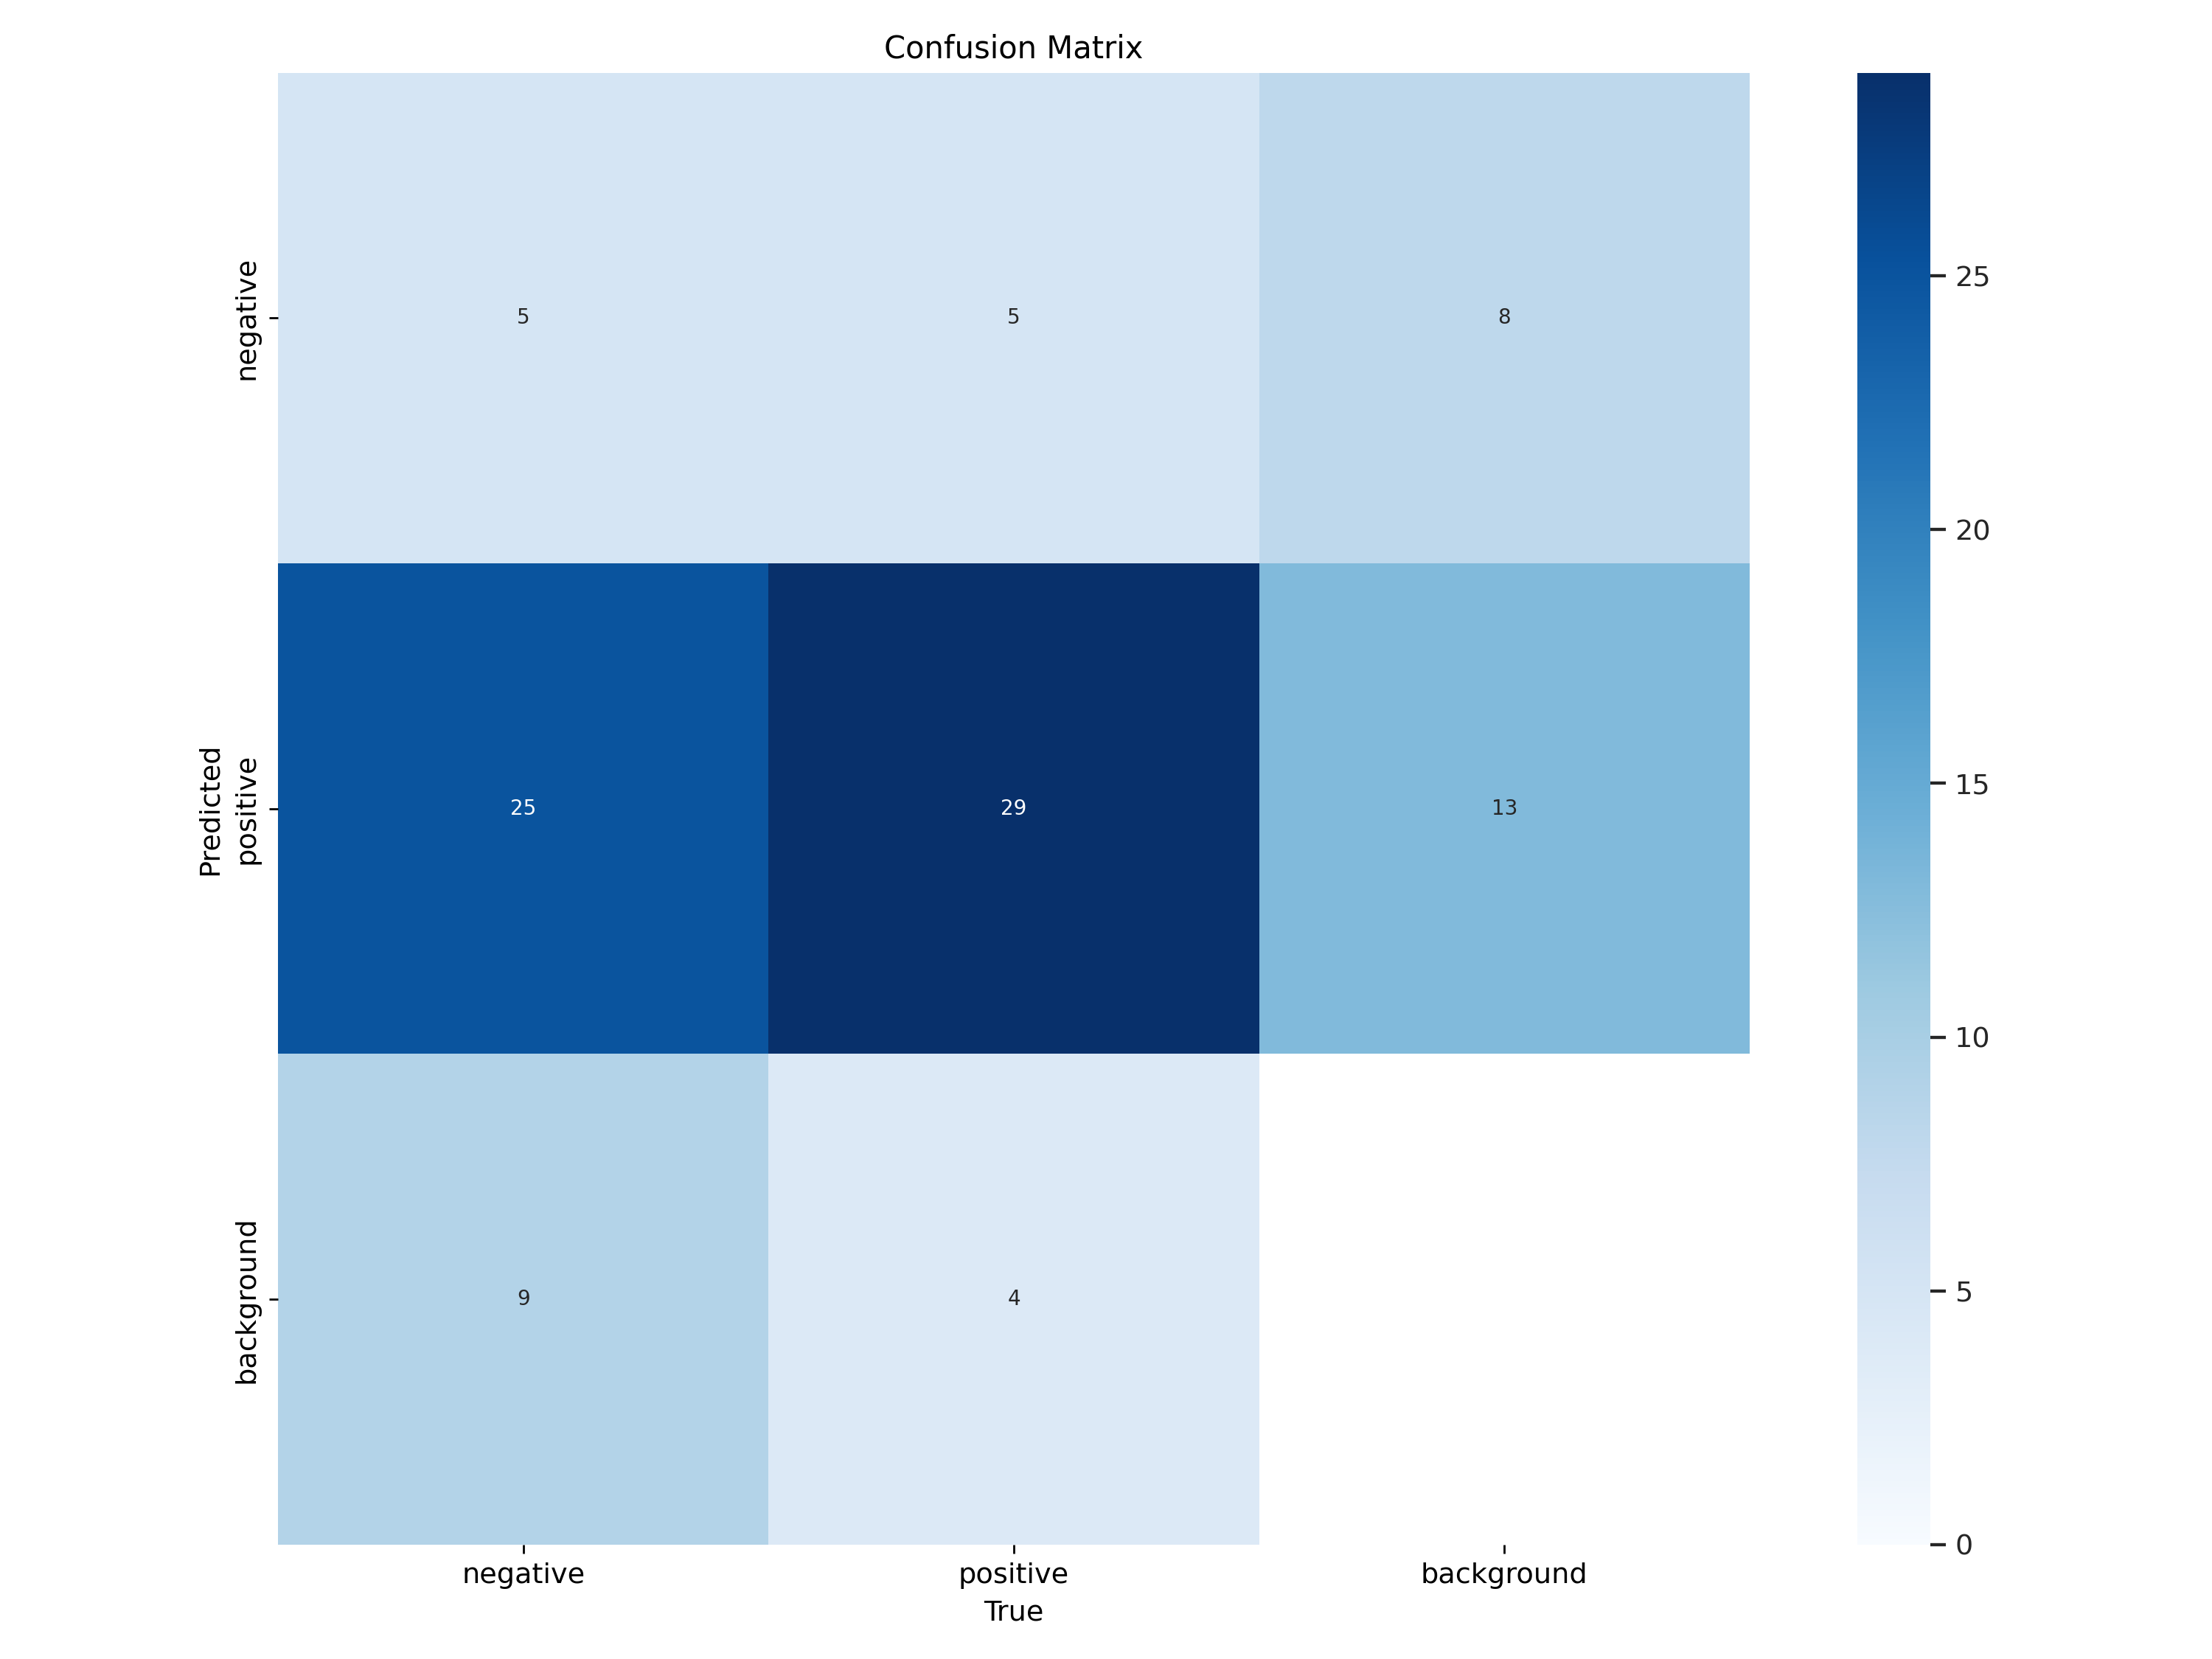 Confusion Matrix
negative
5
5
8
25
Predicted
positive
25
29
13
20
15
10
background
9
4
5
0
negative
positive
background
True